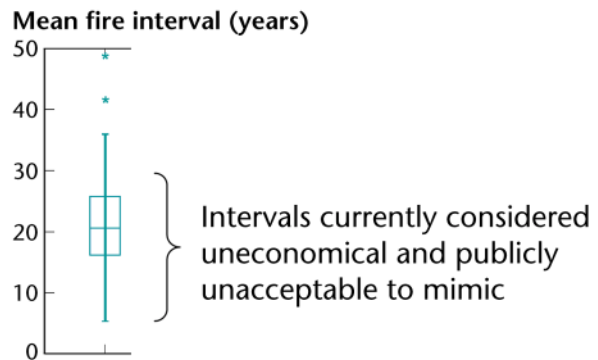 Mean fire interval (years)
50
40
30
20
10
0
Intervals currently considered
uneconomical and publicly
unacceptable to mimic